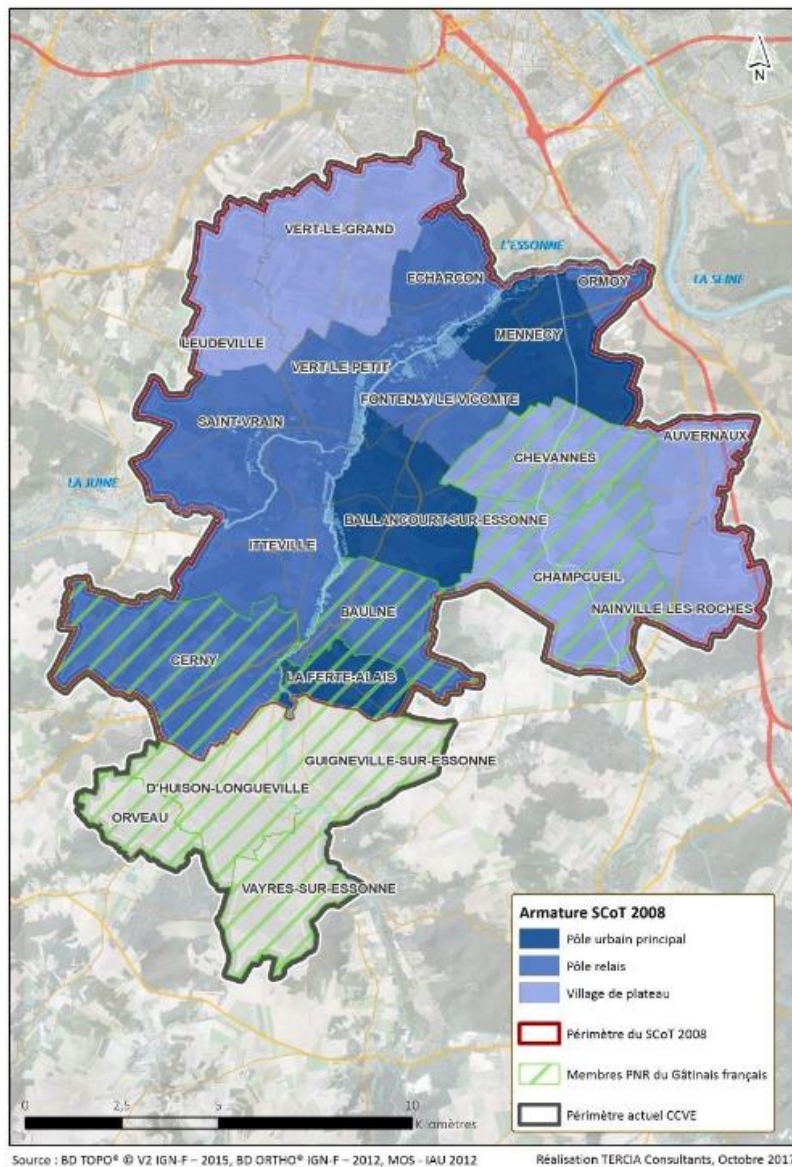 N
VERT-LE-GRAND
L'ESSONNE
ECHARCON
ORMOY
LA SEINE
MENNECY
LEUDEVILLE
VERT-LE-PETIT
FONTENAY-LE-VICOMTE
SAINT-VRAIN
AUVERNAUX
CHEVANNES
LA JUINE
BALLANCOURT-SUR-ESSONNE
ITTEVILLE
CHAMPCUEIL
BAULNE
NAINVILLE LES ROCHES
CERNY
LA FERTE-ALAIS
GUIGNEVILLE-SUR-ESSONNE
D'HUISON-LONGUEVILLE
ORVEAU
VAYRES-SUR-ESSONNE
Armature SCoT 2008
Pôle urbain principal
Pôle relais
Village de plateau
Périmètre du SCoT 2008
Membres PNR du Gâtinais français
Périmètre actuel CCVE
0 2,5 5 10
Kilomètres
Source : BD TOPO® © V2 IGN-F – 2015, BD ORTHO® IGN-F – 2012, MOS - IAU 2012 Réalisation TERCIA Consultants, Octobre 2017